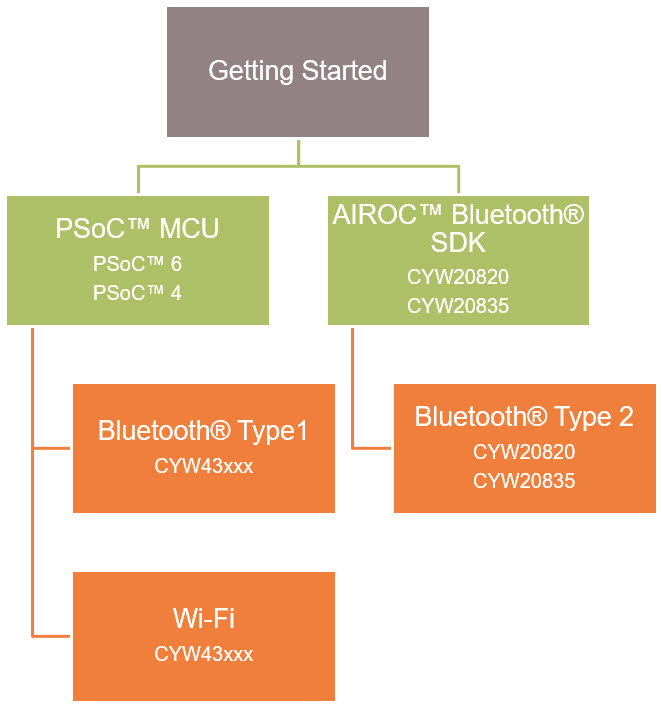 Getting Started
PSoC™ MCU
PSoC™ 6
PSoC™ 4
AIROC™ Bluetooth®
SDK
CYW20820
CYW20835
Bluetooth® Type1
CYW43xxx
Bluetooth® Type 2
CYW20820
CYW20835
Wi-Fi
CYW43xxx